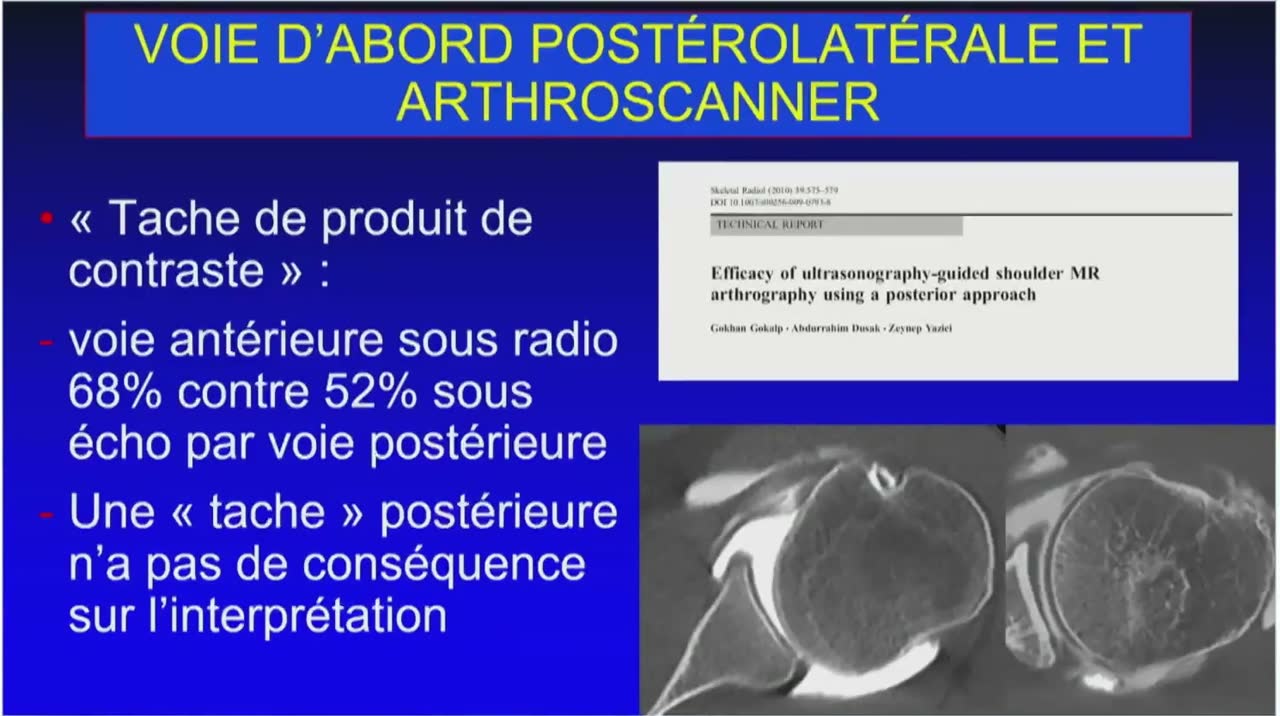 VOIE D’ABORD POSTÉROLATÉRALE ET
ARTHROSCANNER
• « Tache de produit de
contraste » :
- voie antérieure sous radio
68% contre 52% sous
écho par voie postérieure
- Une « tache » postérieure
n’a pas de conséquence
sur l’interprétation
Skeletal Radiol (2010) 39:575–579
TECHNICAL REPORT
Efficacy of ultrasonography-guided shoulder MR
arthrography using a posterior approach
Gokhan Gokalp · Abdurrahim Dusak · Zeynep Yazici